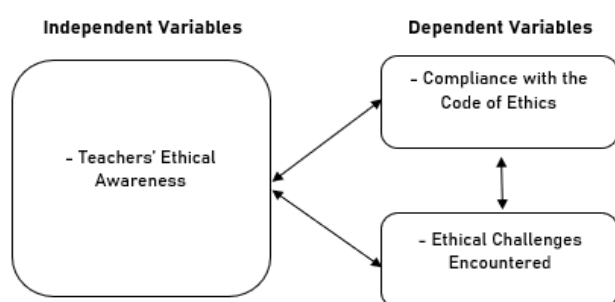 Independent Variables
Dependent Variables
- Teachers' Ethical
Awareness
- Compliance with the
Code of Ethics
- Ethical Challenges
Encountered